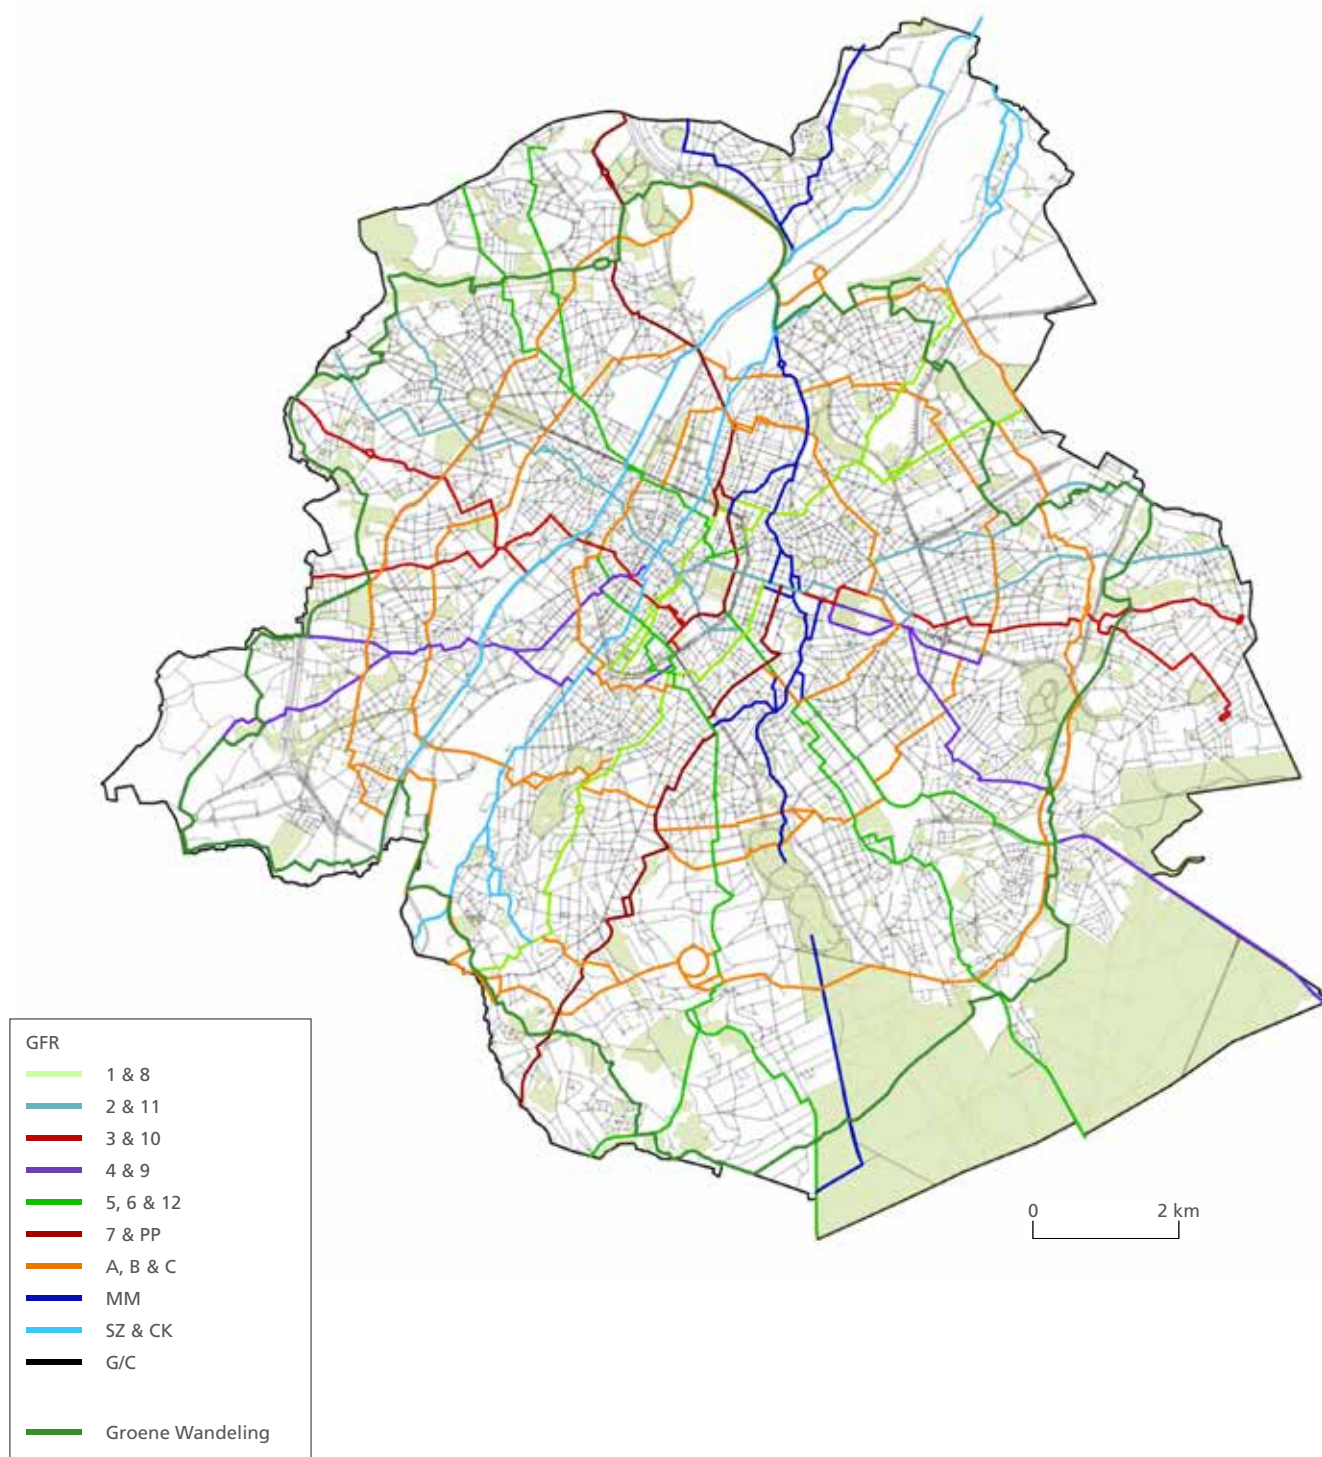 0 2 km
GFR
1 & 8
2 & 11
3 & 10
4 & 9
5, 6 & 12
7 & PP
A, B & C
MM
SZ & CK
G/C
Groene Wandeling